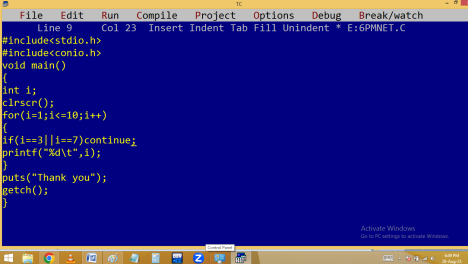 TC
File Edit Run Compile Project Options Debug Break/watch
Line 9 Col 23 Insert Indent Tab Fill Unindent * E:6PMNET.C
#include<stdio.h>
#include<conio.h>
void main()
{
int i;
clrscr();
for(i=1;i<=10;i++)
{
if(i==3||i==7)continue;
printf("%d\t",i);
}
puts("Thank you");
getch();
}
Activate Windows
Go to PC settings to activate Windows.
Control Panel